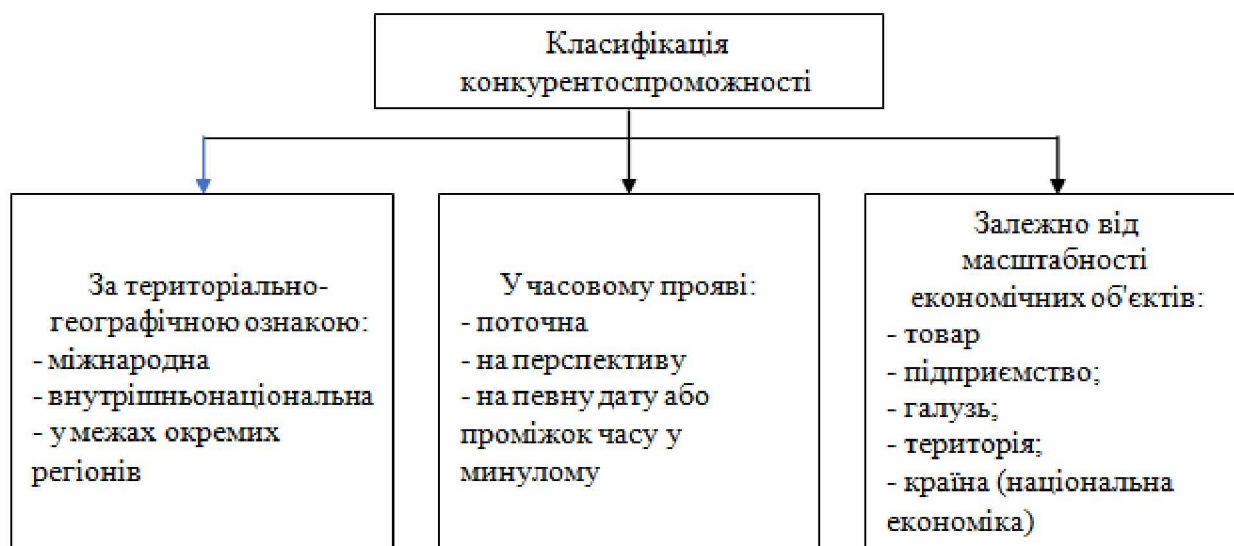 Класифікація
конкурентоспроможності
За територіально-
географічною ознакою:
- міжнародна
- внутрішньонаціональна
- у межах окремих
регіонів
У часовому прояві:
- поточна
- на перспективу
- на певну дату або
проміжок часу у
минулому
Залежно від
масштабності
економічних об'єктів:
- товар
- підприємство;
- галузь;
- територія;
- країна (національна
економіка)